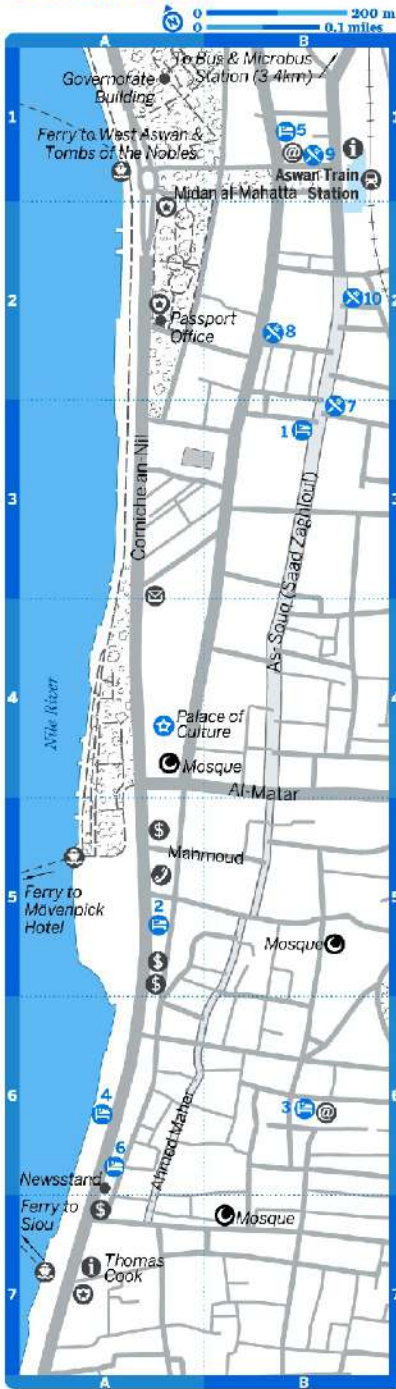 N
0 200 m
0 0.1 miles
A B
1
To Bus & Microbus
Station (3.4km)
Governorate
Building
5
Ferry to West Aswan &
Tombs of the Nobles
@ 9 i
Aswan Train
Station
Midan al-Mahatta
2
10
Passport
Office
8
7
1
3
Corniche an-Nil
As-Souq (Saad Zaghloul)
4
Nile River
Palace of
Culture
Mosque
Al-Matar
$
Mahmoud
5
Ferry to
Mövenpick
Hotel
2
Mosque
$
$
6
4
3 @
6
Ahmed Maher
Newsstand
Ferry to
Siou
$
Mosque
i Thomas
Cook
7
A B